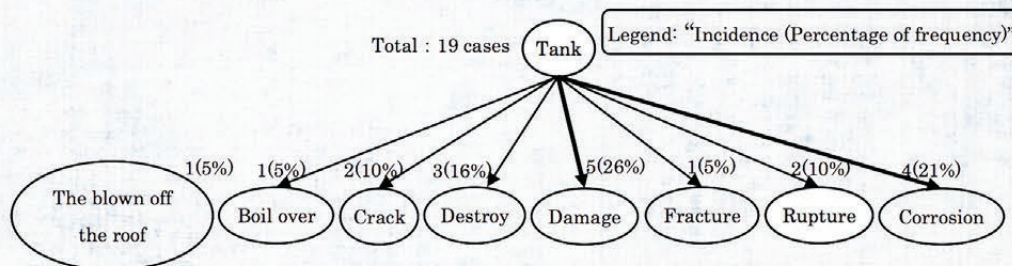 Total : 19 cases
Tank
Legend: “Incidence (Percentage of frequency)”
1(5%)
1(5%)
2(10%)
3(16%)
5(26%)
1(5%)
2(10%)
4(21%)
The blown off
the roof
Boil over
Crack
Destroy
Damage
Fracture
Rupture
Corrosion